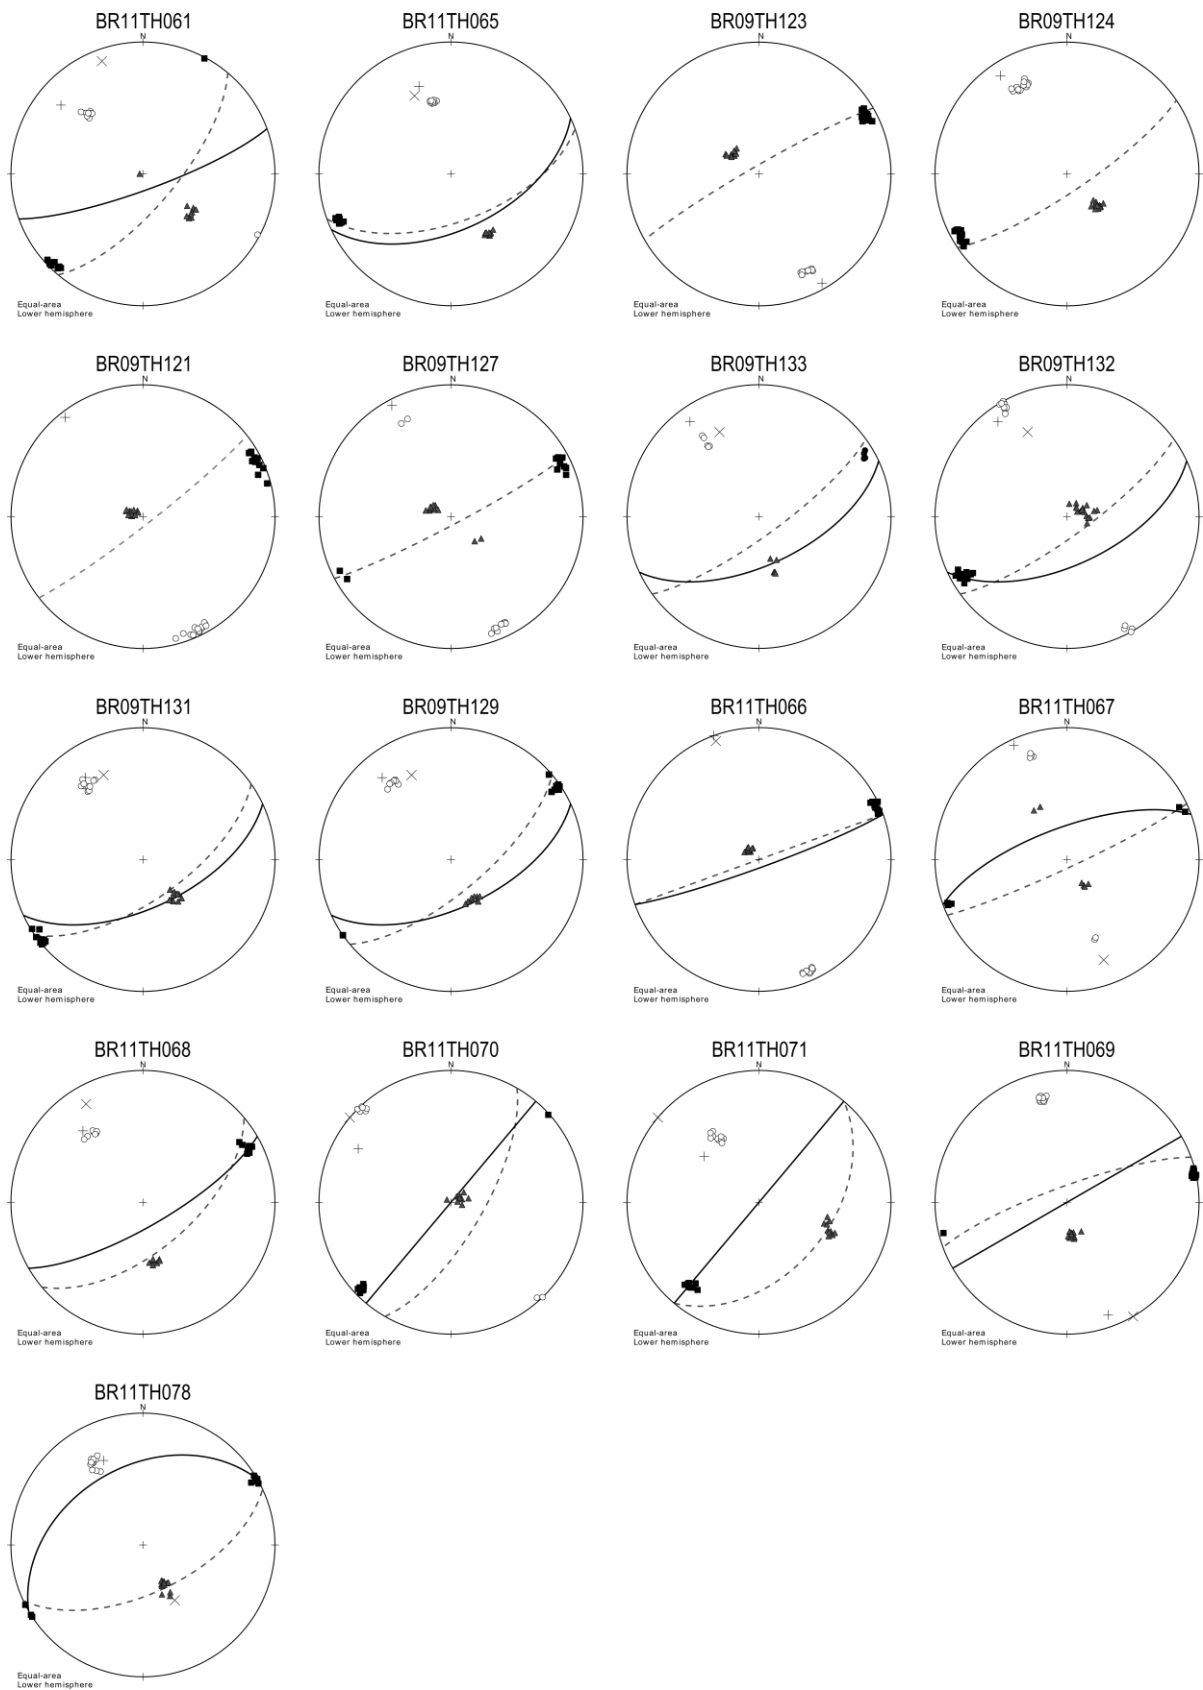 BR11TH061 BR11TH065 BR09TH123 BR09TH124
N N N N
Equal-area Equal-area Equal-area Equal-area
Lower hemisphere Lower hemisphere Lower hemisphere Lower hemisphere
BR09TH121 BR09TH127 BR09TH133 BR09TH132
N N N N
Equal-area Equal-area Equal-area Equal-area
Lower hemisphere Lower hemisphere Lower hemisphere Lower hemisphere
BR09TH131 BR09TH129 BR11TH066 BR11TH067
N N N N
Equal-area Equal-area Equal-area Equal-area
Lower hemisphere Lower hemisphere Lower hemisphere Lower hemisphere
BR11TH068 BR11TH070 BR11TH071 BR11TH069
N N N N
Equal-area Equal-area Equal-area Equal-area
Lower hemisphere Lower hemisphere Lower hemisphere Lower hemisphere
BR11TH078
N
Equal-area
Lower hemisphere